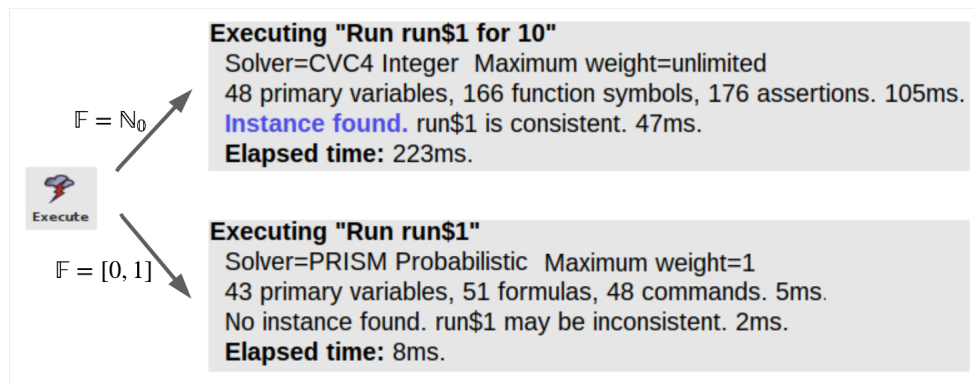 Executing "Run run$1 for 10"
Solver=CVC4 Integer Maximum weight=unlimited
48 primary variables, 166 function symbols, 176 assertions. 105ms.
Instance found. run$1 is consistent. 47ms.
Elapsed time: 223ms.
𝔽 = ℕ₀
Execute
𝔽 = [0, 1]
Executing "Run run$1"
Solver=PRISM Probabilistic Maximum weight=1
43 primary variables, 51 formulas, 48 commands. 5ms.
No instance found. run$1 may be inconsistent. 2ms.
Elapsed time: 8ms.